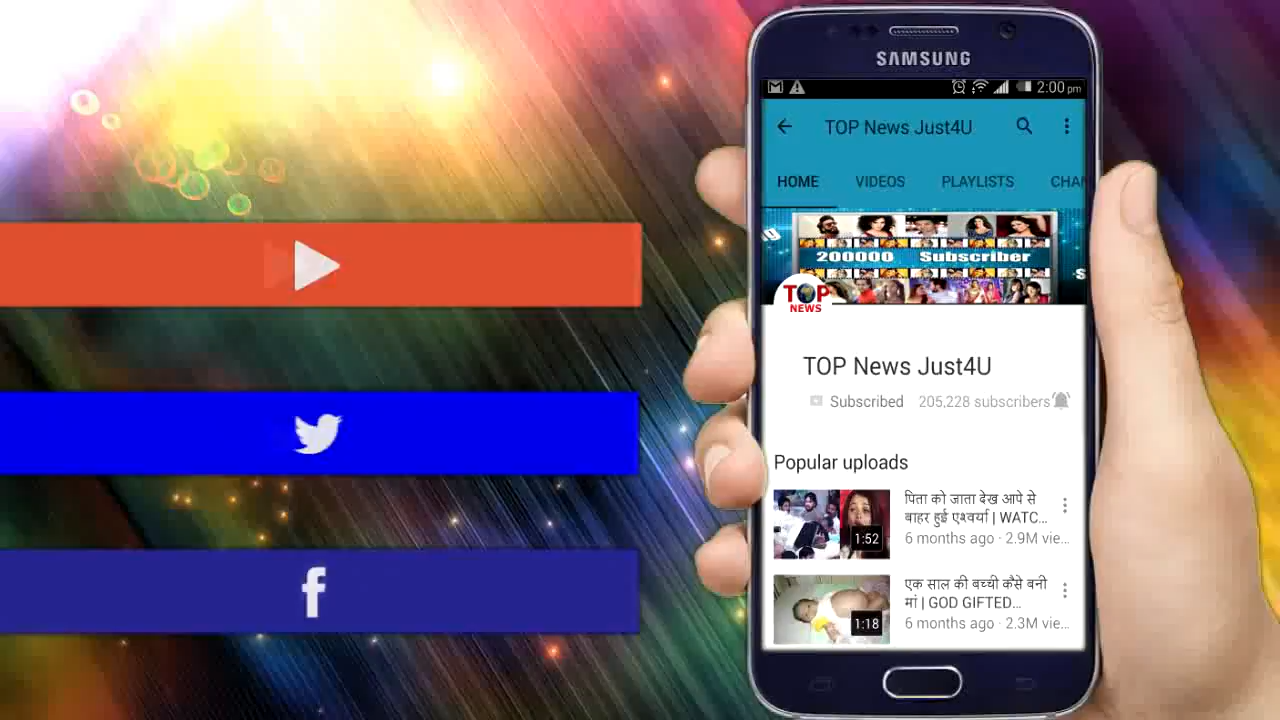 SAMSUNG
2:00 pm
TOP News Just4U
HOME VIDEOS PLAYLISTS CHAN
200000 Subscriber
TOP
NEWS
TOP News Just4U
Subscribed 205,228 subscribers
Popular uploads
पिता को जाता देख आपे से
बाहर हुई एश्वर्या | WATC...
6 months ago · 2.9M vie...
1:52
एक साल की बच्ची कैसे बनी
मां | GOD GIFTED...
6 months ago · 2.3M vie...
1:18